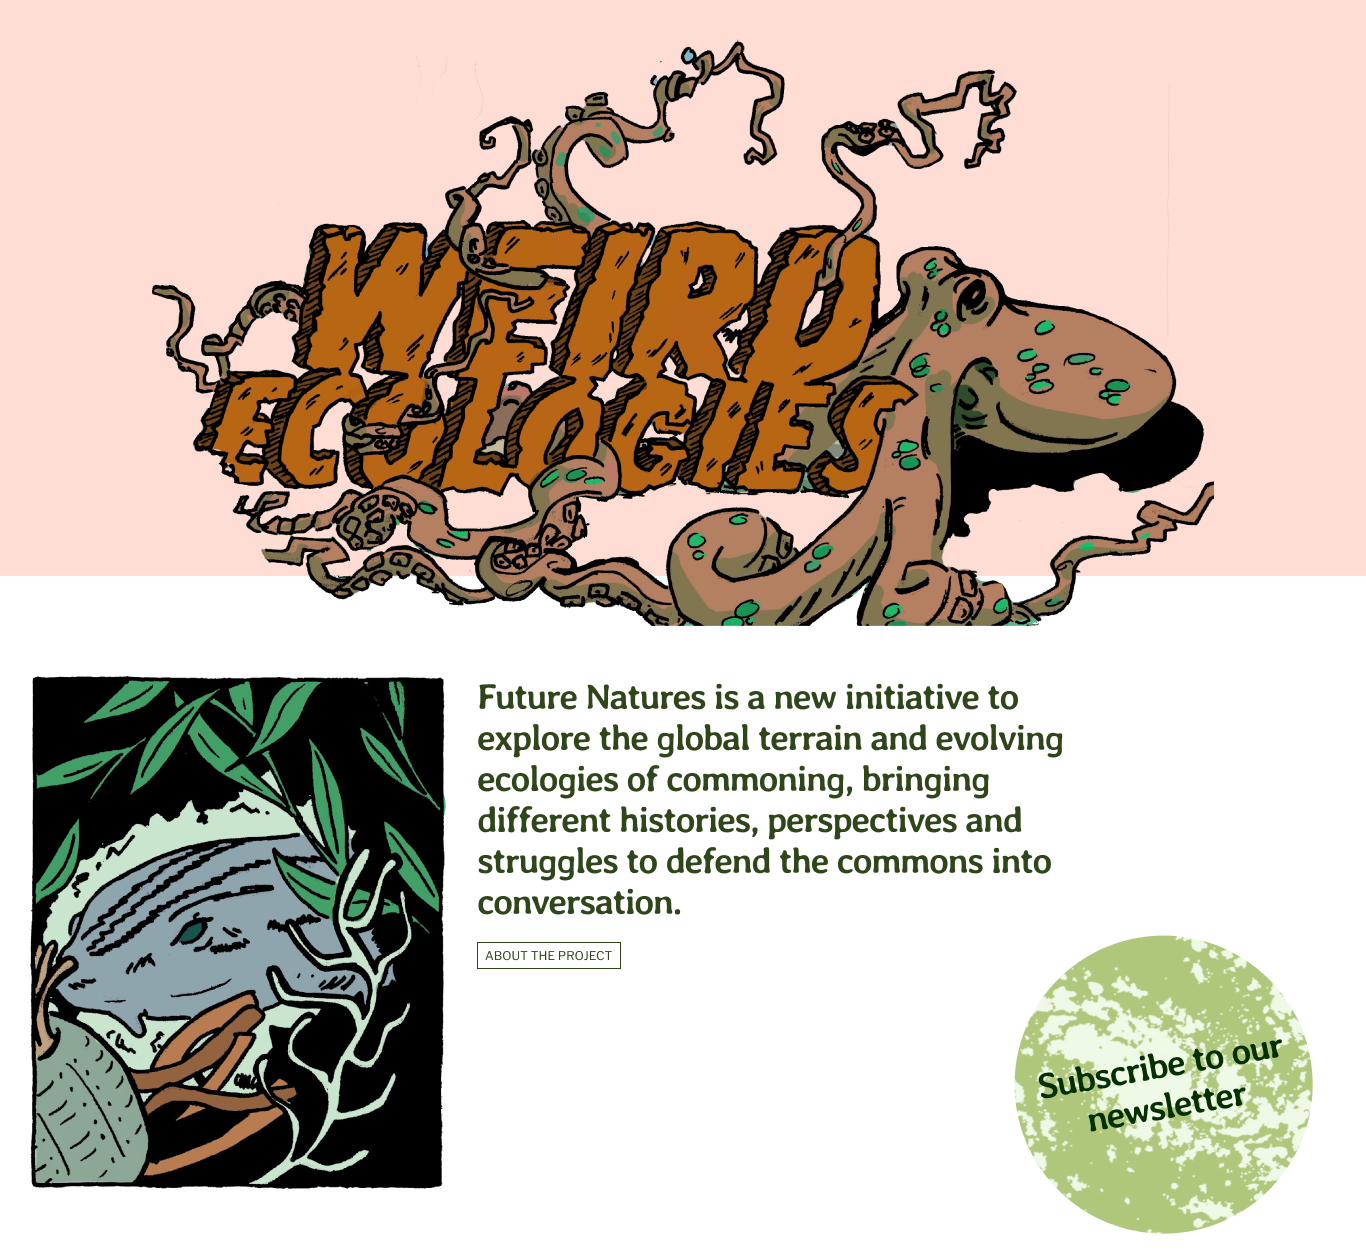 WEIRD
ECOLOGIES
Future Natures is a new initiative to
explore the global terrain and evolving
ecologies of commoning, bringing
different histories, perspectives and
struggles to defend the commons into
conversation.
ABOUT THE PROJECT
Subscribe to our
newsletter